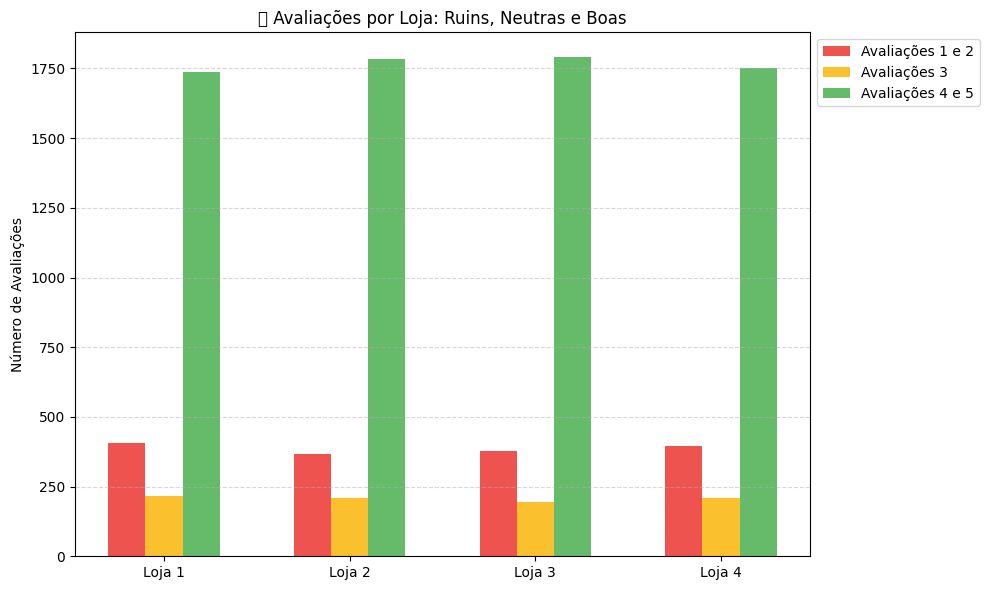 ▯ Avaliações por Loja: Ruins, Neutras e Boas
Avaliações 1 e 2
Avaliações 3
Avaliações 4 e 5
Número de Avaliações
1750
1500
1250
1000
750
500
250
0
Loja 1
Loja 2
Loja 3
Loja 4